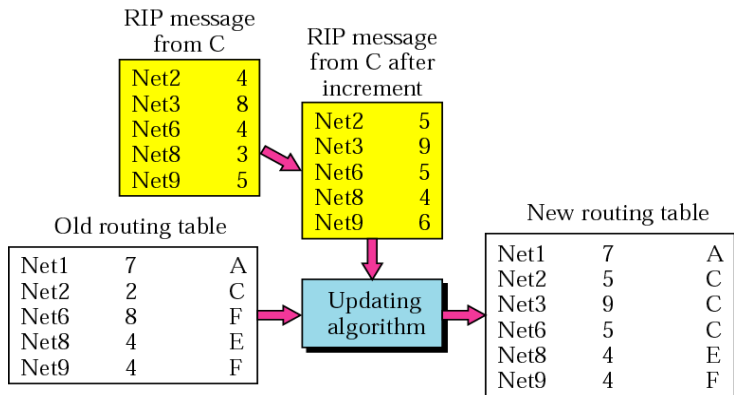 RIP message
from C
Net2 4
Net3 8
Net6 4
Net8 3
Net9 5
RIP message
from C after
increment
Net2 5
Net3 9
Net6 5
Net8 4
Net9 6
Old routing table
Net1 7 A
Net2 2 C
Net6 8 F
Net8 4 E
Net9 4 F
Updating
algorithm
New routing table
Net1 7 A
Net2 5 C
Net3 9 C
Net6 5 C
Net8 4 E
Net9 4 F